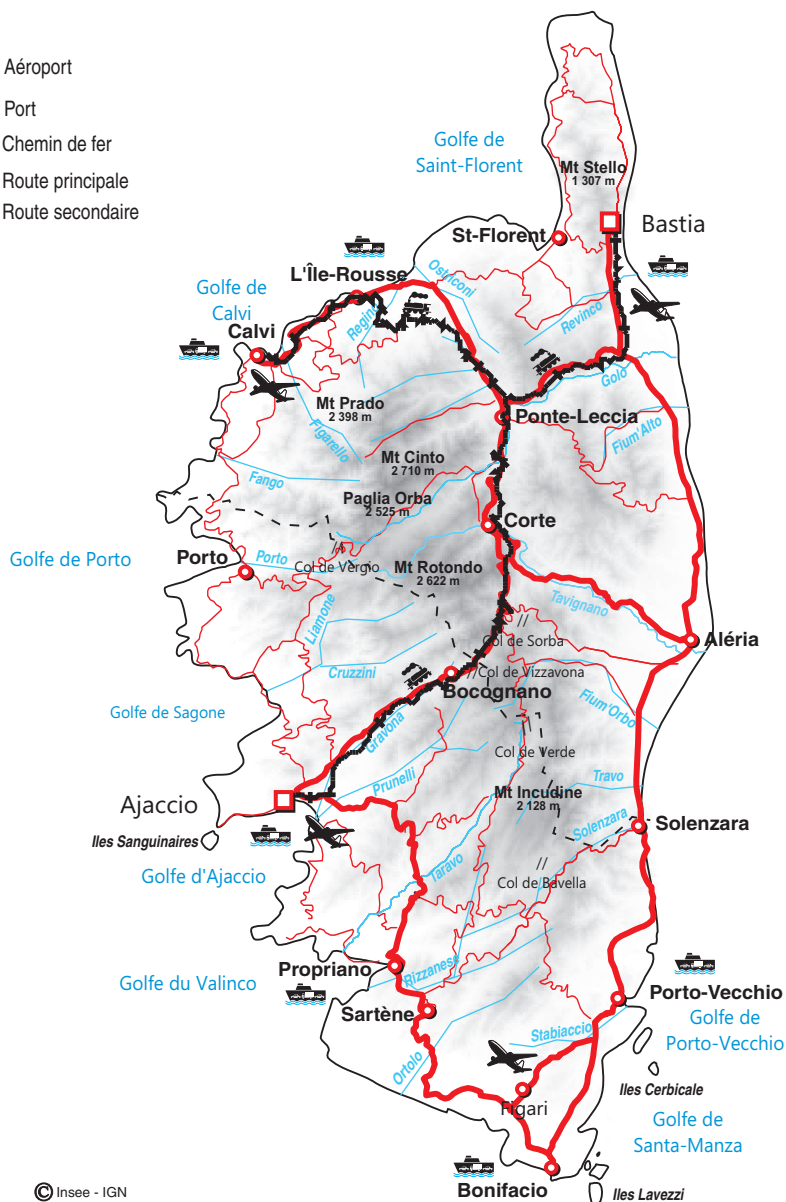 Aéroport
Port
Chemin de fer
Route principale
Route secondaire
Golfe de
Saint-Florent
Mt Stello
1 307 m
Bastia
St-Florent
L'Île-Rousse
Ostriconi
Golfe de
Calvi
Regino
Revinco
Calvi
Golo
Mt Prado
2 398 m
Ponte-Leccia
Fium'Alto
Figarello
Mt Cinto
2 710 m
Fango
Paglia Orba
2 525 m
Corte
Golfe de Porto
Porto
Porto
//
Col de Vergio
Mt Rotondo
2 622 m
Tavignano
Liamone
//
Col de Sorba
Aléria
Cruzzini
//Col de Vizzavona
Bocognano
Fium'Orbo
Golfe de Sagone
Gravona
Col de Verde
Prunelli
Travo
Mt Incudine
2 128 m
Ajaccio
Solenzara
Solenzara
Iles Sanguinaires
Taravo
//
Col de Bavella
Golfe d'Ajaccio
Propriano
Rizzanese
Golfe du Valinco
Porto-Vecchio
Sartène
Golfe de
Porto-Vecchio
Stabiaccio
Ortolo
Iles Cerbicale
Figari
Golfe de
Santa-Manza
Bonifacio
Iles Lavezzi
© Insee - IGN